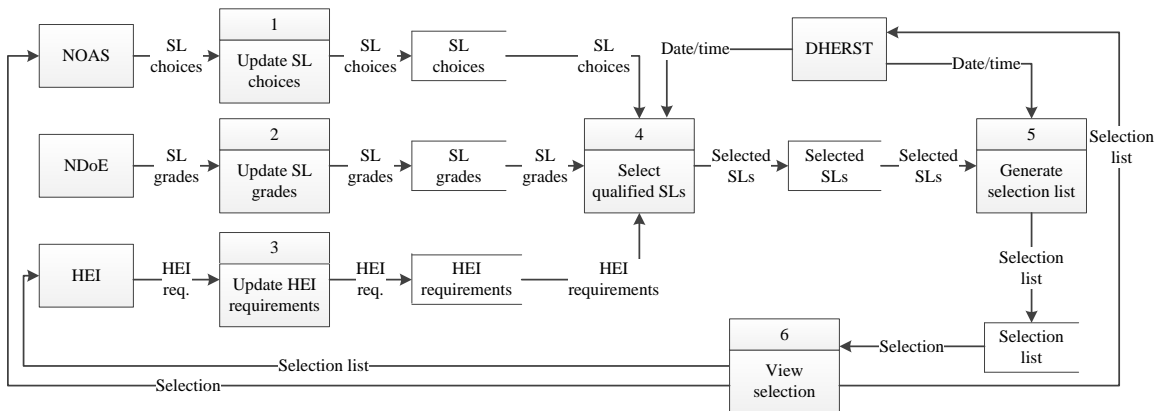 NOAS
SL
choices
1
Update SL
choices
SL
choices
SL
choices
SL
choices
Date/time
DHERST
Date/time
NDoE
SL
grades
2
Update SL
grades
SL
grades
SL
grades
SL
grades
4
Select
qualified SLs
Selected
SLs
Selected
SLs
Selected
SLs
5
Generate
selection list
Selection
list
HEI
HEI
req.
3
Update HEI
requirements
HEI
req.
HEI
requirements
HEI
requirements
Selection
list
Selection
list
Selection
6
View
selection
Selection list
Selection